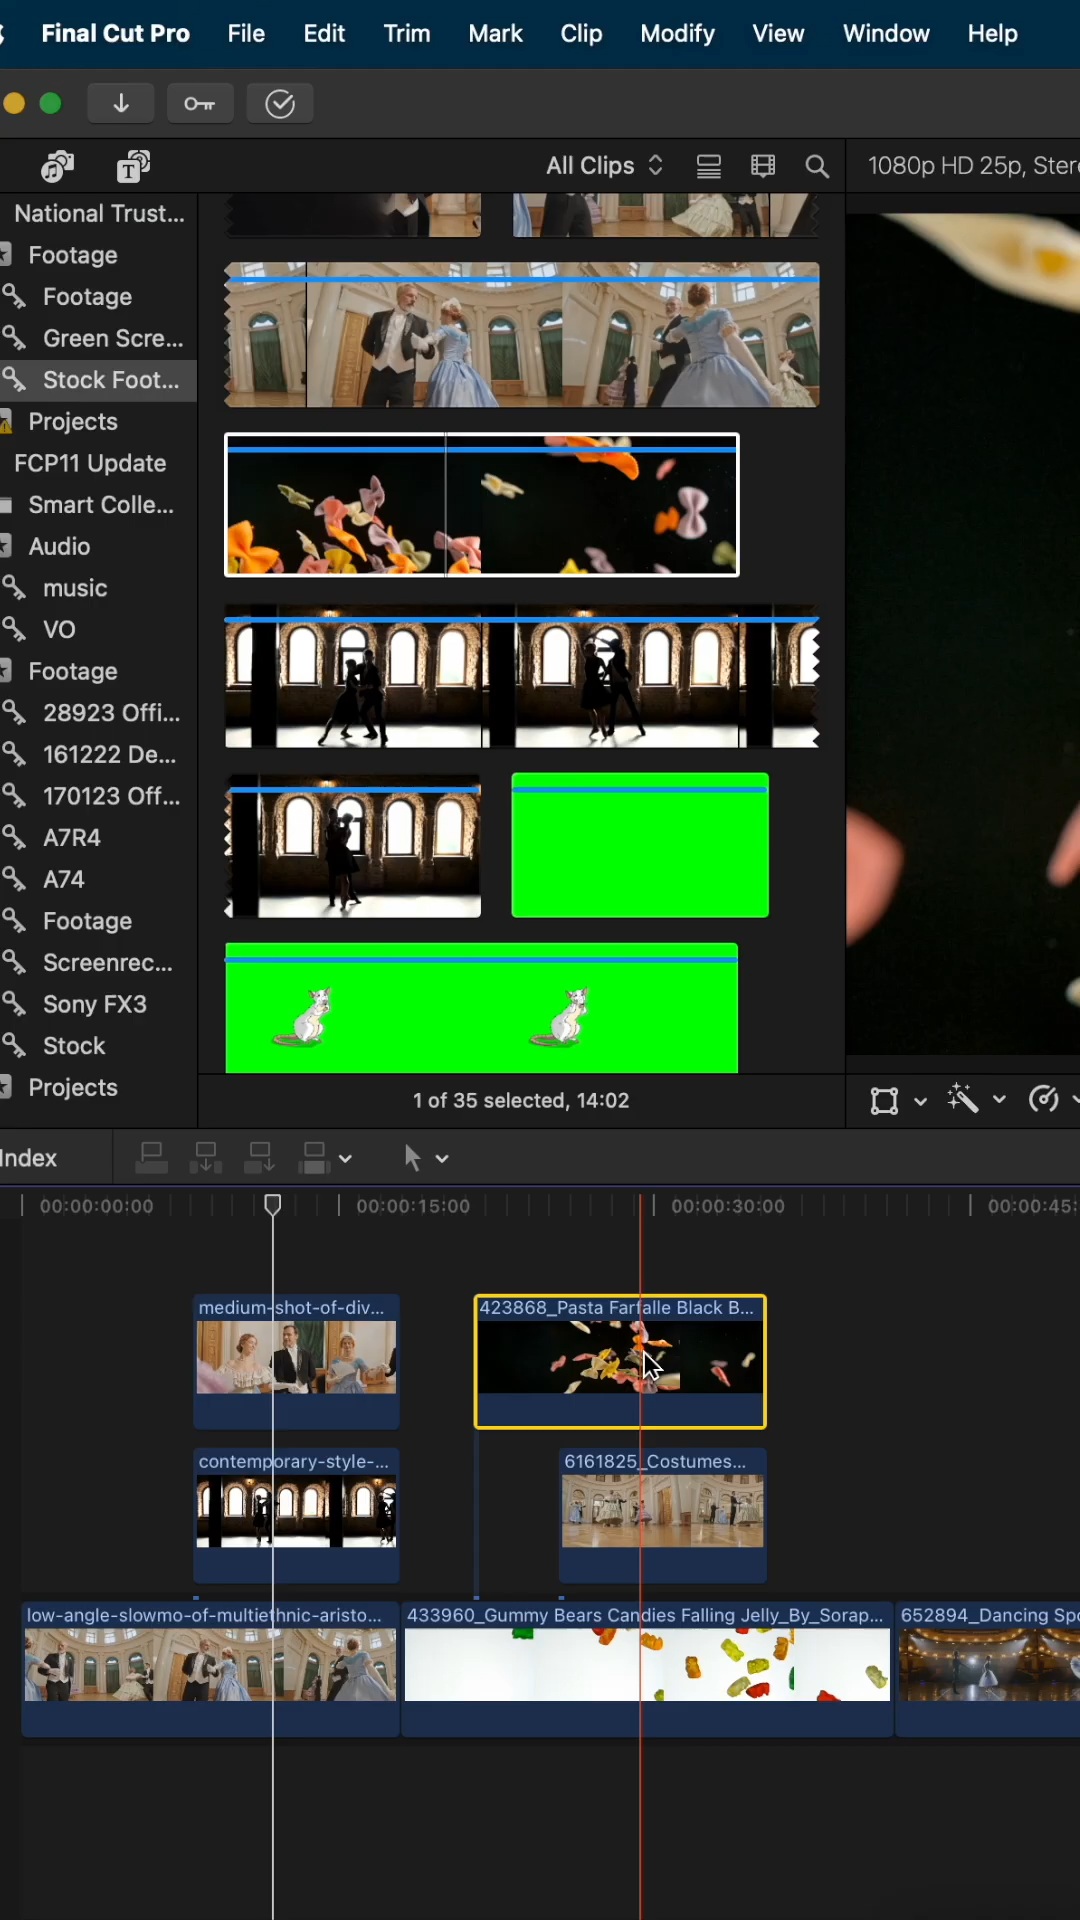 Final Cut Pro File Edit Trim Mark Clip Modify View Window Help
All Clips
1080p HD 25p, Stere
National Trust...
Footage
Footage
Green Scre...
Stock Foot...
Projects
FCP11 Update
Smart Colle...
Audio
music
VO
Footage
28923 Offi...
161222 De...
170123 Off...
A7R4
A74
Footage
Screenrec...
Sony FX3
Stock
Projects
1 of 35 selected, 14:02
Index
00:00:00:00 00:00:15:00 00:00:30:00 00:00:45:
medium-shot-of-div... 423868_Pasta Farfalle Black B...
contemporary-style-... 6161825_Costumes...
low-angle-slowmo-of-multiethnic-aristo... 433960_Gummy Bears Candies Falling Jelly_By_Sorap... 652894_Dancing Spo